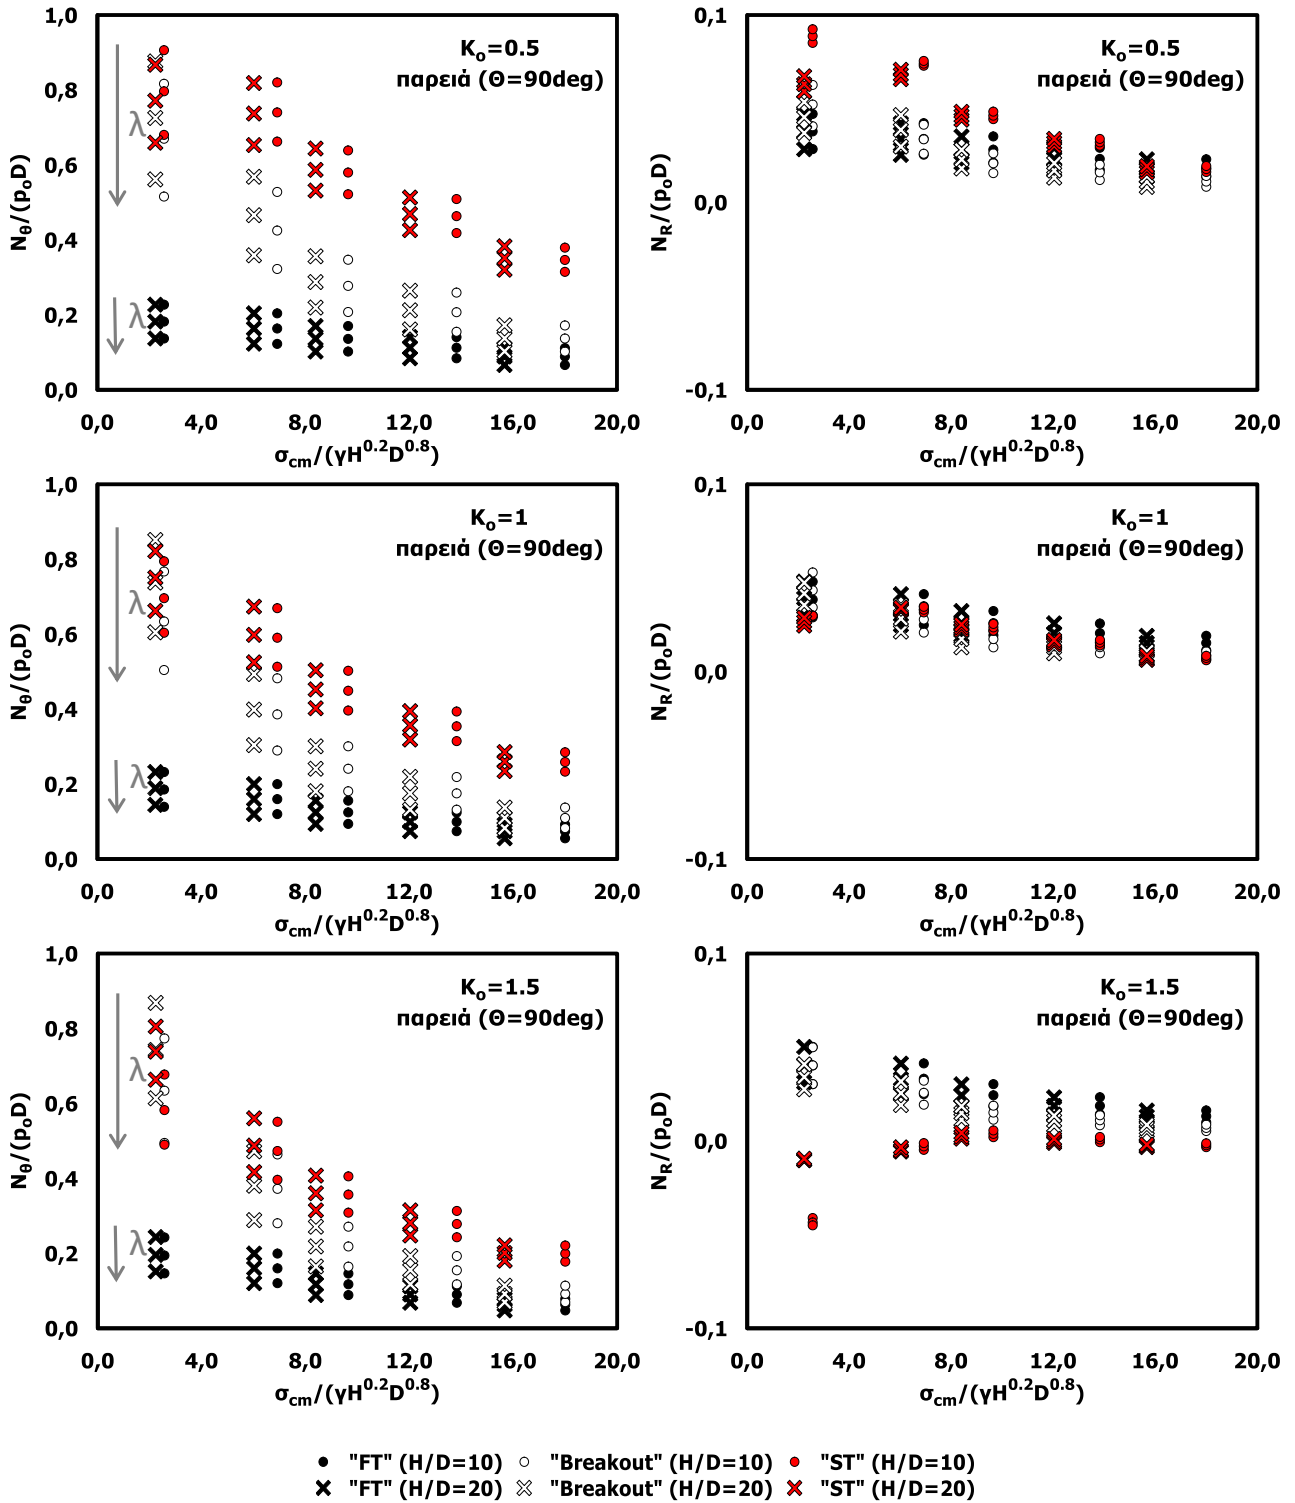 1,0
0,8
0,6
0,4
0,2
0,0
Nθ/(poD)
λ
λ
Ko=0.5
παρειά (Θ=90deg)
0,0 4,0 8,0 12,0 16,0 20,0
σcm/(γH0.2D0.8)
0,1
0,0
-0,1
NR/(poD)
Ko=0.5
παρειά (Θ=90deg)
0,0 4,0 8,0 12,0 16,0 20,0
σcm/(γH0.2D0.8)
1,0
0,8
0,6
0,4
0,2
0,0
Nθ/(poD)
λ
λ
Ko=1
παρειά (Θ=90deg)
0,0 4,0 8,0 12,0 16,0 20,0
σcm/(γH0.2D0.8)
0,1
0,0
-0,1
NR/(poD)
Ko=1
παρειά (Θ=90deg)
0,0 4,0 8,0 12,0 16,0 20,0
σcm/(γH0.2D0.8)
1,0
0,8
0,6
0,4
0,2
0,0
Nθ/(poD)
λ
λ
Ko=1.5
παρειά (Θ=90deg)
0,0 4,0 8,0 12,0 16,0 20,0
σcm/(γH0.2D0.8)
0,1
0,0
-0,1
NR/(poD)
Ko=1.5
παρειά (Θ=90deg)
0,0 4,0 8,0 12,0 16,0 20,0
σcm/(γH0.2D0.8)
"FT" (H/D=10) "Breakout" (H/D=10) "ST" (H/D=10)
"FT" (H/D=20) "Breakout" (H/D=20) "ST" (H/D=20)